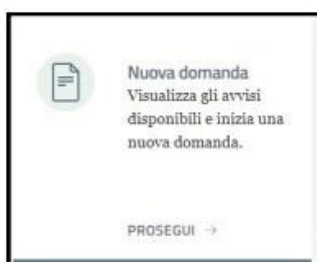 Nuova domanda
Visualizza gli avvisi
disponibili e inizia una
nuova domanda.
PROSEGUI →